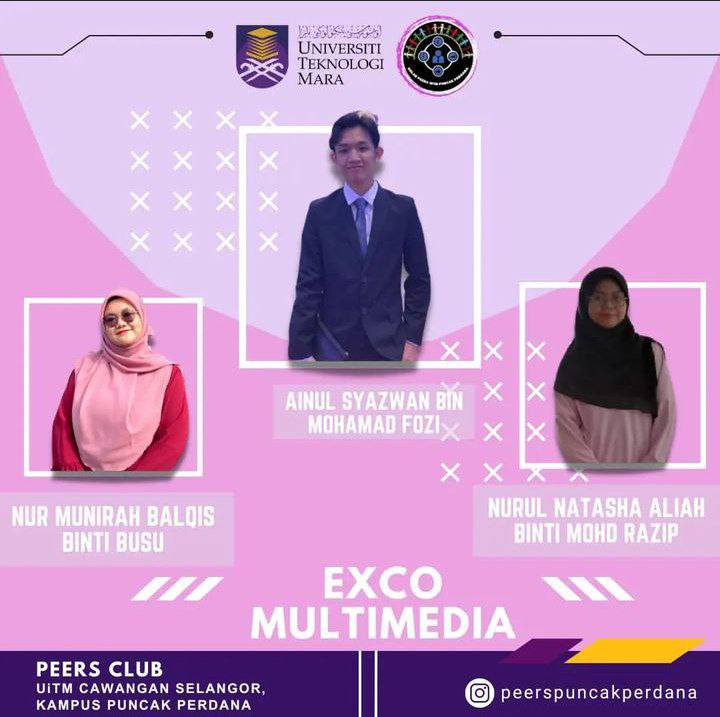 UNIVERSITI
TEKNOLOGI
MARA
AINUL SYAZWAN BIN
MOHAMAD FOZI
NUR MUNIRAH BALQIS
BINTI BUSU
NURUL NATASHA ALIAH
BINTI MOHD RAZIP
EXCO
MULTIMEDIA
PEERS CLUB
UiTM CAWANGAN SELANGOR,
KAMPUS PUNCAK PERDANA
peerspuncakperdana